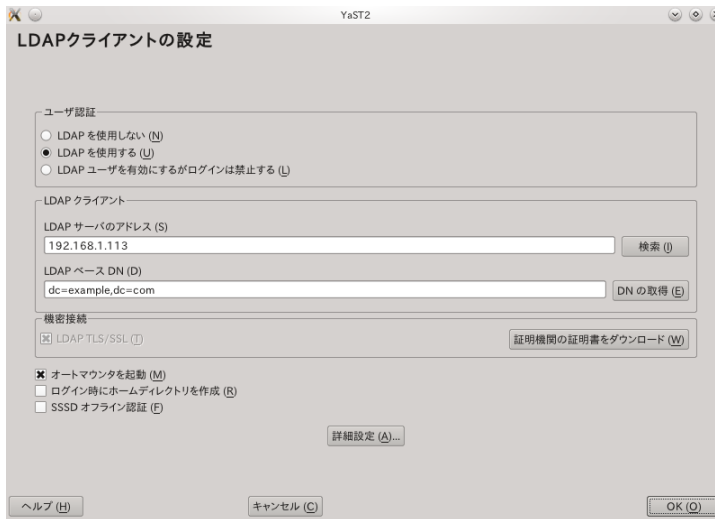 YaST2
LDAPクライアントの設定
ユーザ認証
LDAP を使用しない (N)
LDAP を使用する (U)
LDAP ユーザを有効にするがログインは禁止する (L)
LDAP クライアント
LDAP サーバのアドレス (S)
192.168.1.113
検索 (I)
LDAP ベース DN (D)
dc=example,dc=com
DN の取得 (E)
機密接続
LDAP TLS/SSL (T)
証明機関の証明書をダウンロード (W)
オートマウンタを起動 (M)
ログイン時にホームディレクトリを作成 (R)
SSSD オフライン認証 (F)
詳細設定 (A)...
ヘルプ (H)
キャンセル (C)
OK (O)